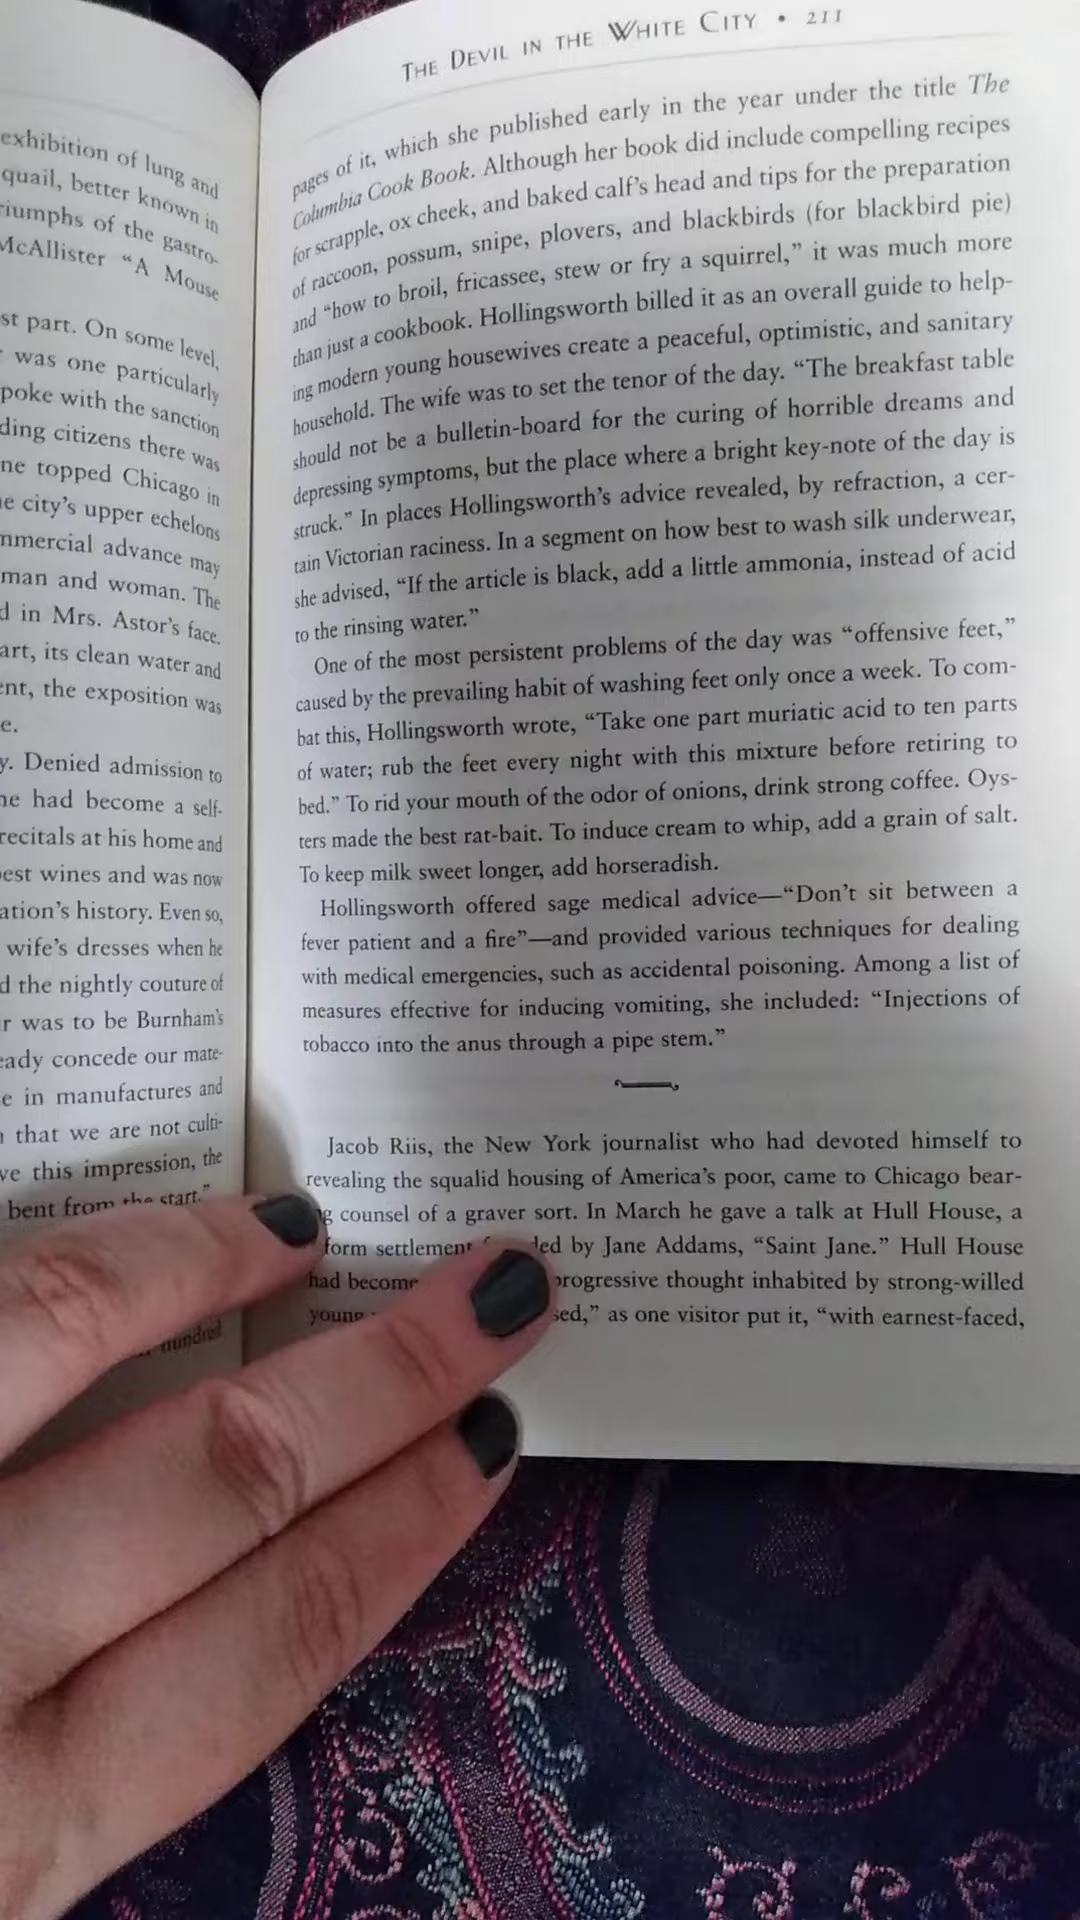 exhibition of lung and
quail, better known in
riumphs of the gastro-
McAllister “A Mouse
st part. On some level,
was one particularly
poke with the sanction
ding citizens there was
ne topped Chicago in
e city’s upper echelons
nmercial advance may
man and woman. The
d in Mrs. Astor’s face.
art, its clean water and
ent, the exposition was
e.
y. Denied admission to
he had become a self-
recitals at his home and
est wines and was now
ation’s history. Even so,
wife’s dresses when he
d the nightly couture of
r was to be Burnham’s
eady concede our mate-
e in manufactures and
that we are not culti-
ve this impression, the
bent from the start.”
hundred
THE DEVIL IN THE WHITE CITY • 211
pages of it, which she published early in the year under the title The
Columbia Cook Book. Although her book did include compelling recipes
for scrapple, ox cheek, and baked calf’s head and tips for the preparation
of raccoon, possum, snipe, plovers, and blackbirds (for blackbird pie)
and “how to broil, fricassee, stew or fry a squirrel,” it was much more
than just a cookbook. Hollingsworth billed it as an overall guide to help-
ing modern young housewives create a peaceful, optimistic, and sanitary
household. The wife was to set the tenor of the day. “The breakfast table
should not be a bulletin-board for the curing of horrible dreams and
depressing symptoms, but the place where a bright key-note of the day is
struck.” In places Hollingsworth’s advice revealed, by refraction, a cer-
tain Victorian raciness. In a segment on how best to wash silk underwear,
she advised, “If the article is black, add a little ammonia, instead of acid
to the rinsing water.”
One of the most persistent problems of the day was “offensive feet,”
caused by the prevailing habit of washing feet only once a week. To com-
bat this, Hollingsworth wrote, “Take one part muriatic acid to ten parts
of water; rub the feet every night with this mixture before retiring to
bed.” To rid your mouth of the odor of onions, drink strong coffee. Oys-
ters made the best rat-bait. To induce cream to whip, add a grain of salt.
To keep milk sweet longer, add horseradish.
Hollingsworth offered sage medical advice—“Don’t sit between a
fever patient and a fire”—and provided various techniques for dealing
with medical emergencies, such as accidental poisoning. Among a list of
measures effective for inducing vomiting, she included: “Injections of
tobacco into the anus through a pipe stem.”
Jacob Riis, the New York journalist who had devoted himself to
revealing the squalid housing of America’s poor, came to Chicago bear-
g counsel of a graver sort. In March he gave a talk at Hull House, a
form settlement ded by Jane Addams, “Saint Jane.” Hull House
had become progressive thought inhabited by strong-willed
young sed,” as one visitor put it, “with earnest-faced,